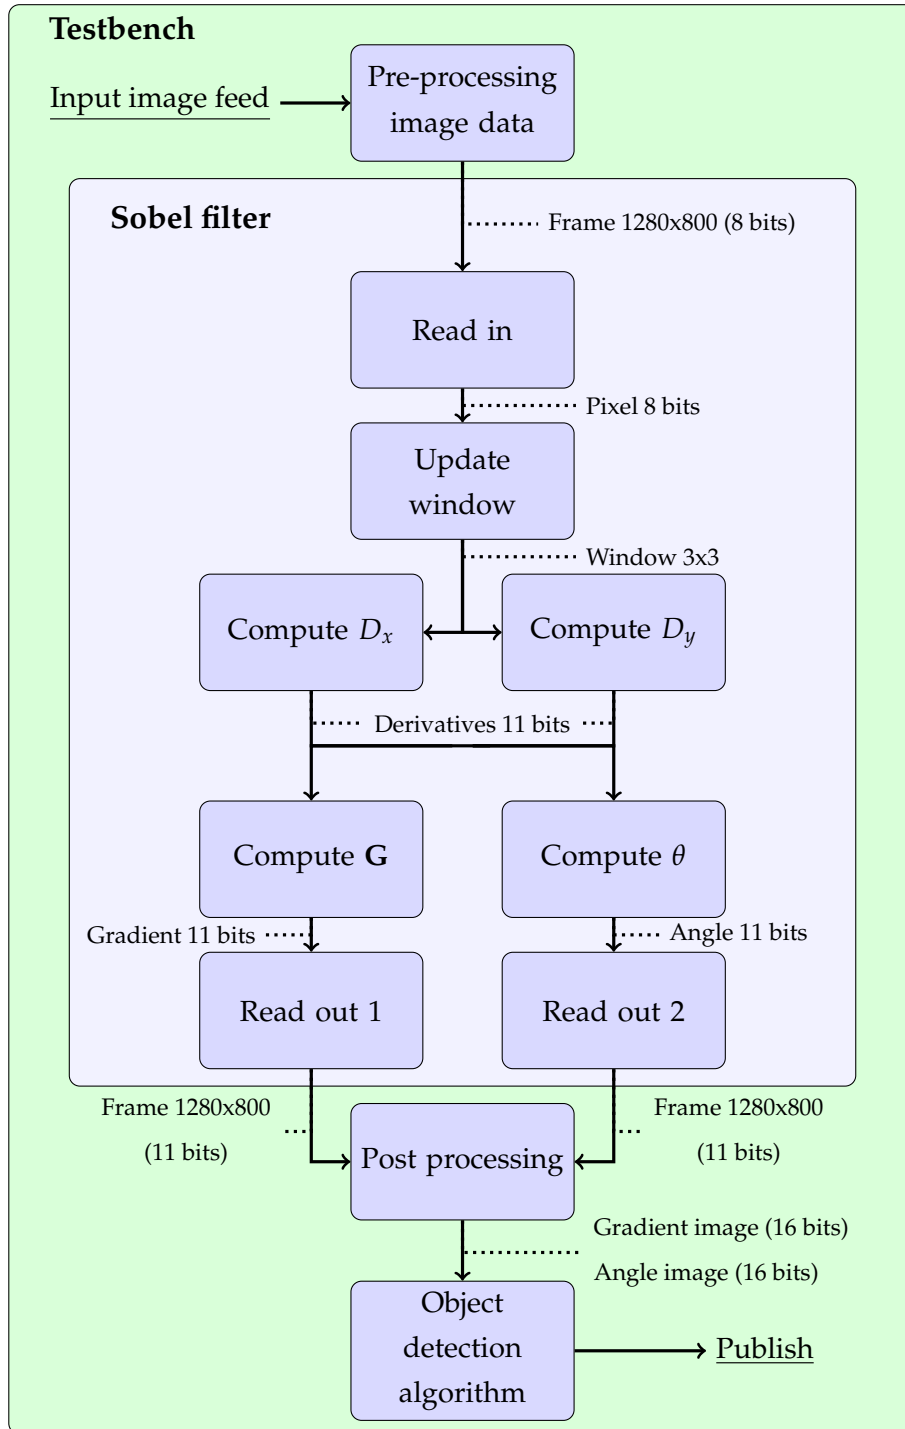 Testbench
Input image feed
Pre-processing
image data
Sobel filter
Frame 1280x800 (8 bits)
Read in
Pixel 8 bits
Update
window
Window 3x3
Compute Dₓ
Compute D_y
Derivatives 11 bits
Compute G
Compute θ
Gradient 11 bits
Angle 11 bits
Read out 1
Read out 2
Frame 1280x800
(11 bits)
Frame 1280x800
(11 bits)
Post processing
Gradient image (16 bits)
Angle image (16 bits)
Object
detection
algorithm
Publish